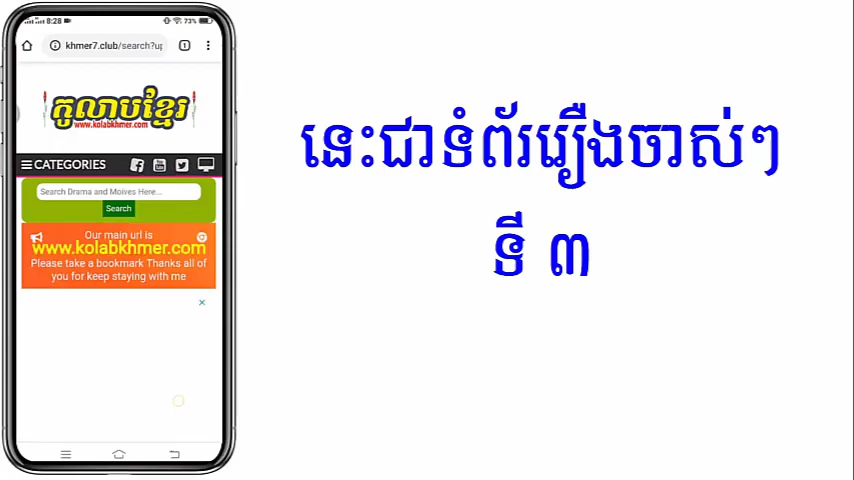 8:28
73%
khmer7.club/search?up
1
កូលាបខ្មែរ
www.kolabkhmer.com
CATEGORIES
Search Drama and Moives Here...
Search
Our main url is
www.kolabkhmer.com
Please take a bookmark Thanks all of
you for keep staying with me
នេះជាទំព័ររឿងចាស់ៗ
ទី ៣